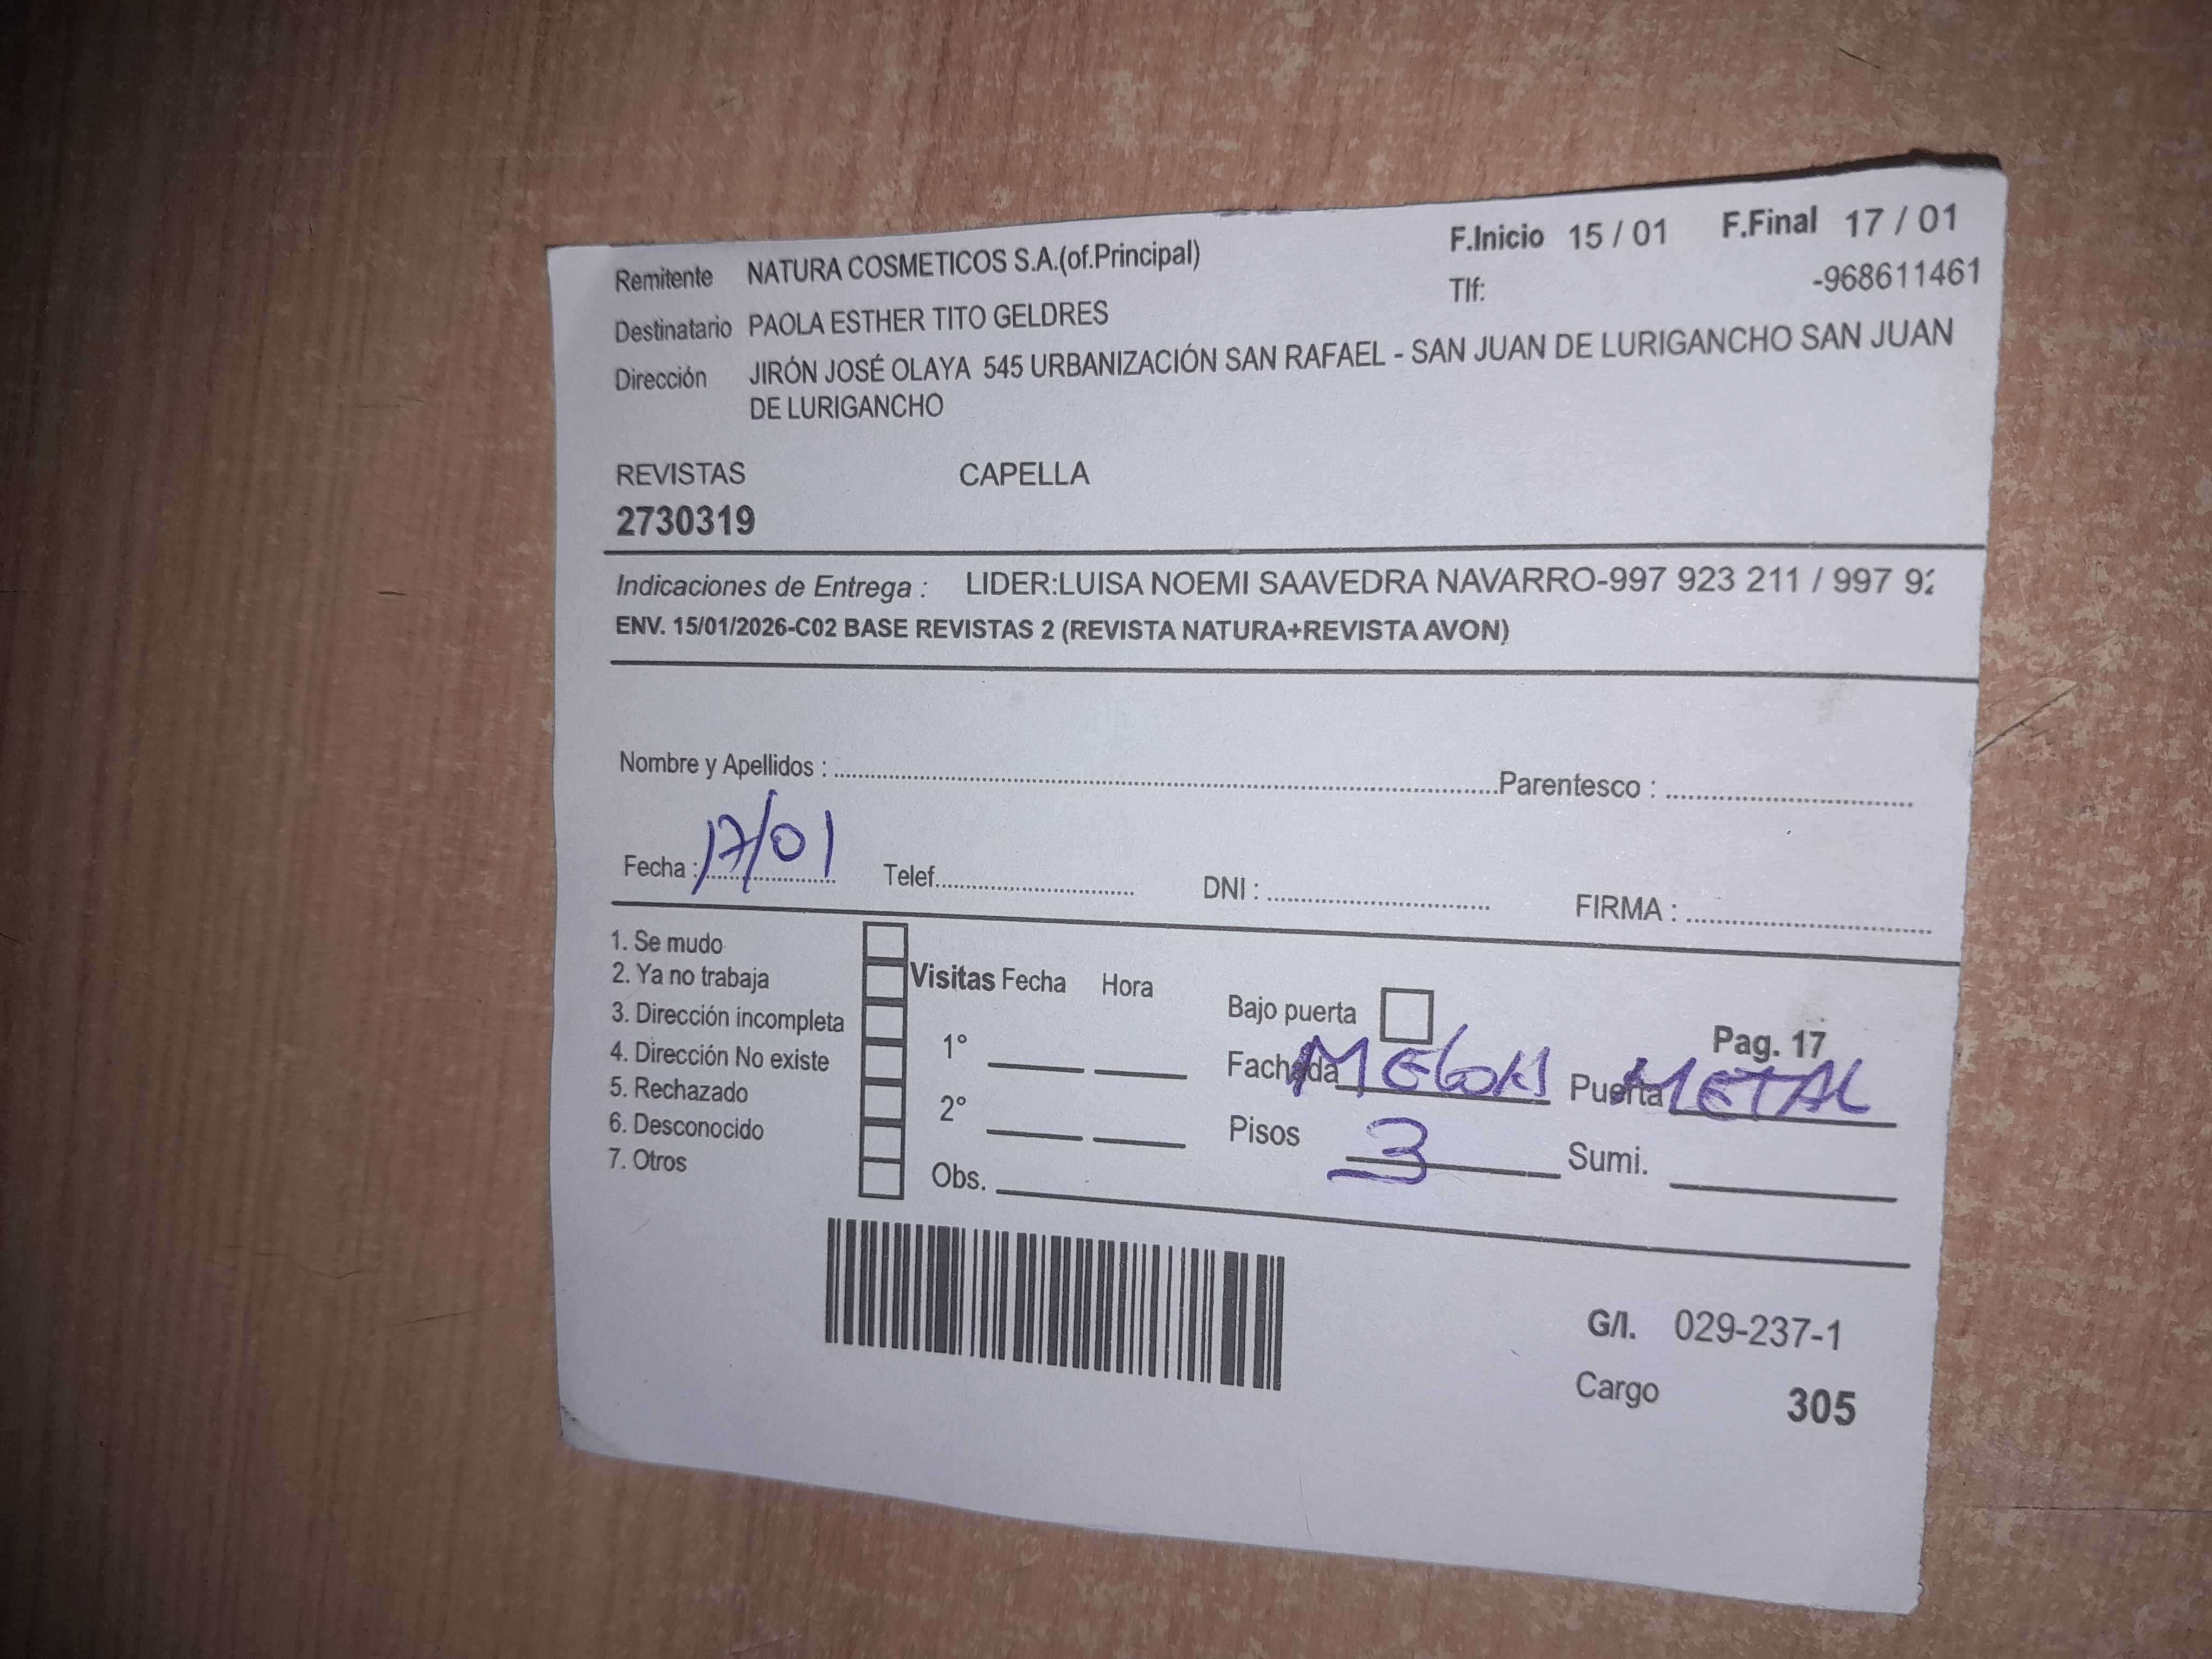 Remitente NATURA COSMETICOS S.A.(of.Principal) F.Inicio 15 / 01 F.Final 17 / 01
Tlf: -968611461
Destinatario PAOLA ESTHER TITO GELDRES
Dirección JIRÓN JOSÉ OLAYA 545 URBANIZACIÓN SAN RAFAEL - SAN JUAN DE LURIGANCHO SAN JUAN
DE LURIGANCHO
REVISTAS CAPELLA
2730319
Indicaciones de Entrega : LIDER:LUISA NOEMI SAAVEDRA NAVARRO-997 923 211 / 997 92
ENV. 15/01/2026-C02 BASE REVISTAS 2 (REVISTA NATURA+REVISTA AVON)
Nombre y Apellidos : Parentesco :
Fecha : 17/01 Telef. DNI : FIRMA :
1. Se mudo
2. Ya no trabaja
3. Dirección incompleta
4. Dirección No existe
5. Rechazado
6. Desconocido
7. Otros
Visitas Fecha Hora
1°
2°
Obs.
Bajo puerta Pag. 17
Fachada Puerta METAL
Pisos 3 Sumi.
G/I. 029-237-1
Cargo 305